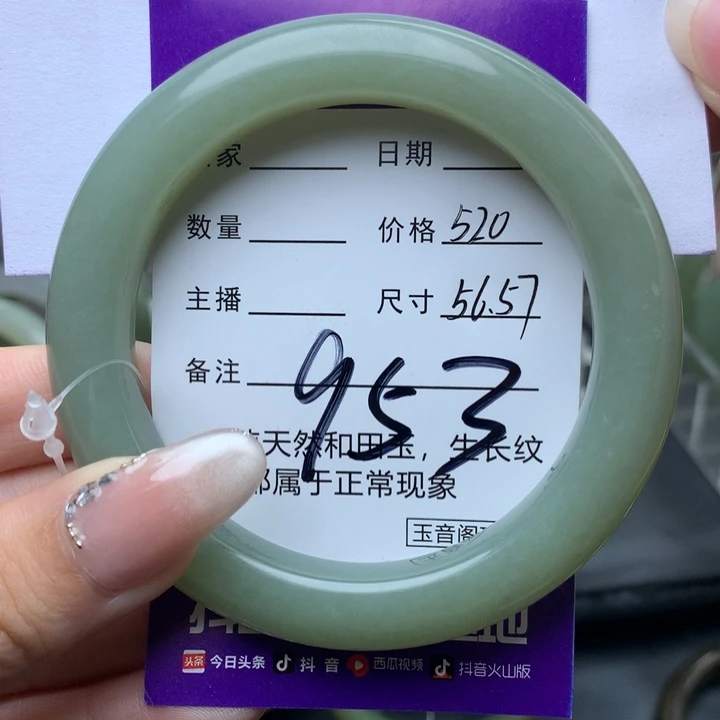 家 日期
数量 价格 520
主播 尺寸 56.57
备注 953
天然和田玉，生长纹
都属于正常现象
玉音阁
头条 今日头条 抖音 西瓜视频 抖音火山版